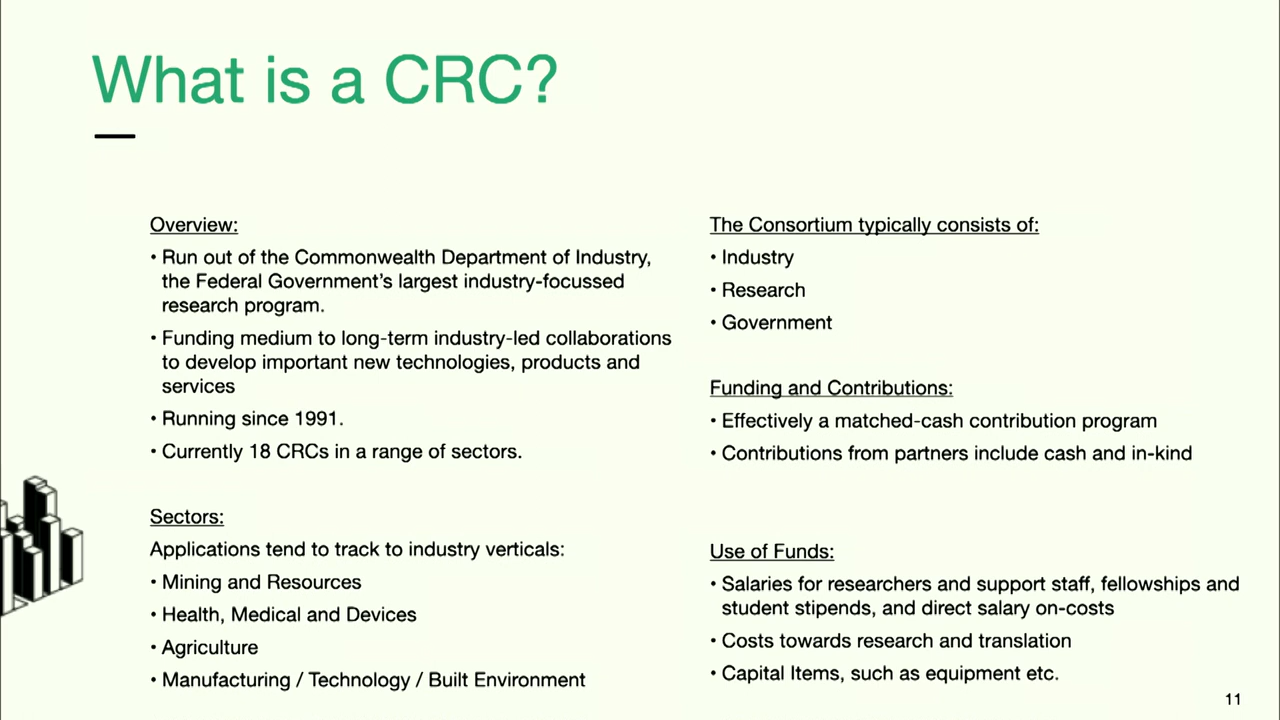 What is a CRC?
Overview:
• Run out of the Commonwealth Department of Industry,
the Federal Government's largest industry-focussed
research program.
• Funding medium to long-term industry-led collaborations
to develop important new technologies, products and
services
• Running since 1991.
• Currently 18 CRCs in a range of sectors.
Sectors:
Applications tend to track to industry verticals:
• Mining and Resources
• Health, Medical and Devices
• Agriculture
• Manufacturing / Technology / Built Environment
The Consortium typically consists of:
• Industry
• Research
• Government
Funding and Contributions:
• Effectively a matched-cash contribution program
• Contributions from partners include cash and in-kind
Use of Funds:
• Salaries for researchers and support staff, fellowships and
student stipends, and direct salary on-costs
• Costs towards research and translation
• Capital Items, such as equipment etc.
11